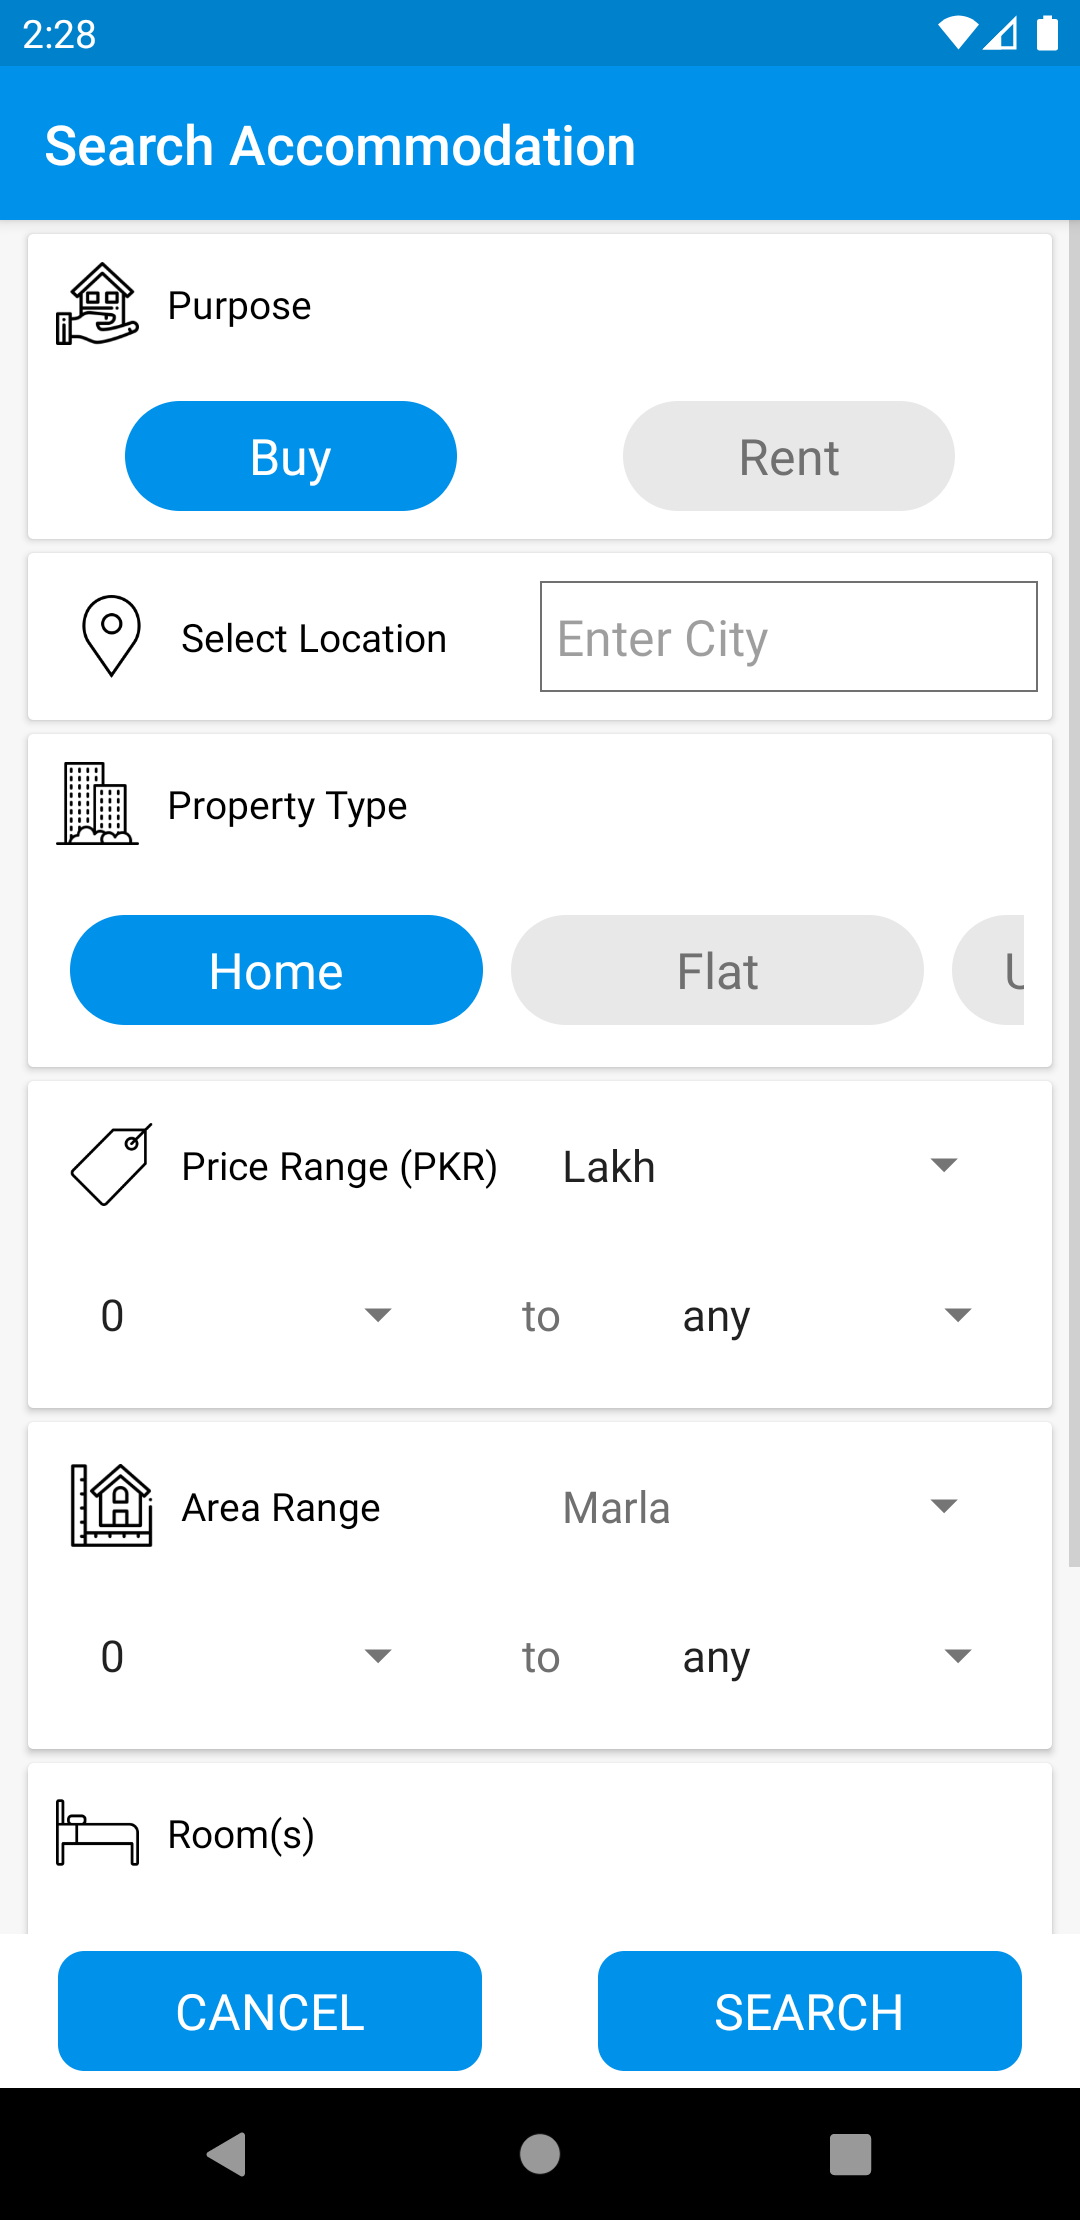 2:28
Search Accommodation
Purpose
Buy Rent
Select Location Enter City
Property Type
Home Flat
Price Range (PKR) Lakh
0 to any
Area Range Marla
0 to any
Room(s)
CANCEL SEARCH